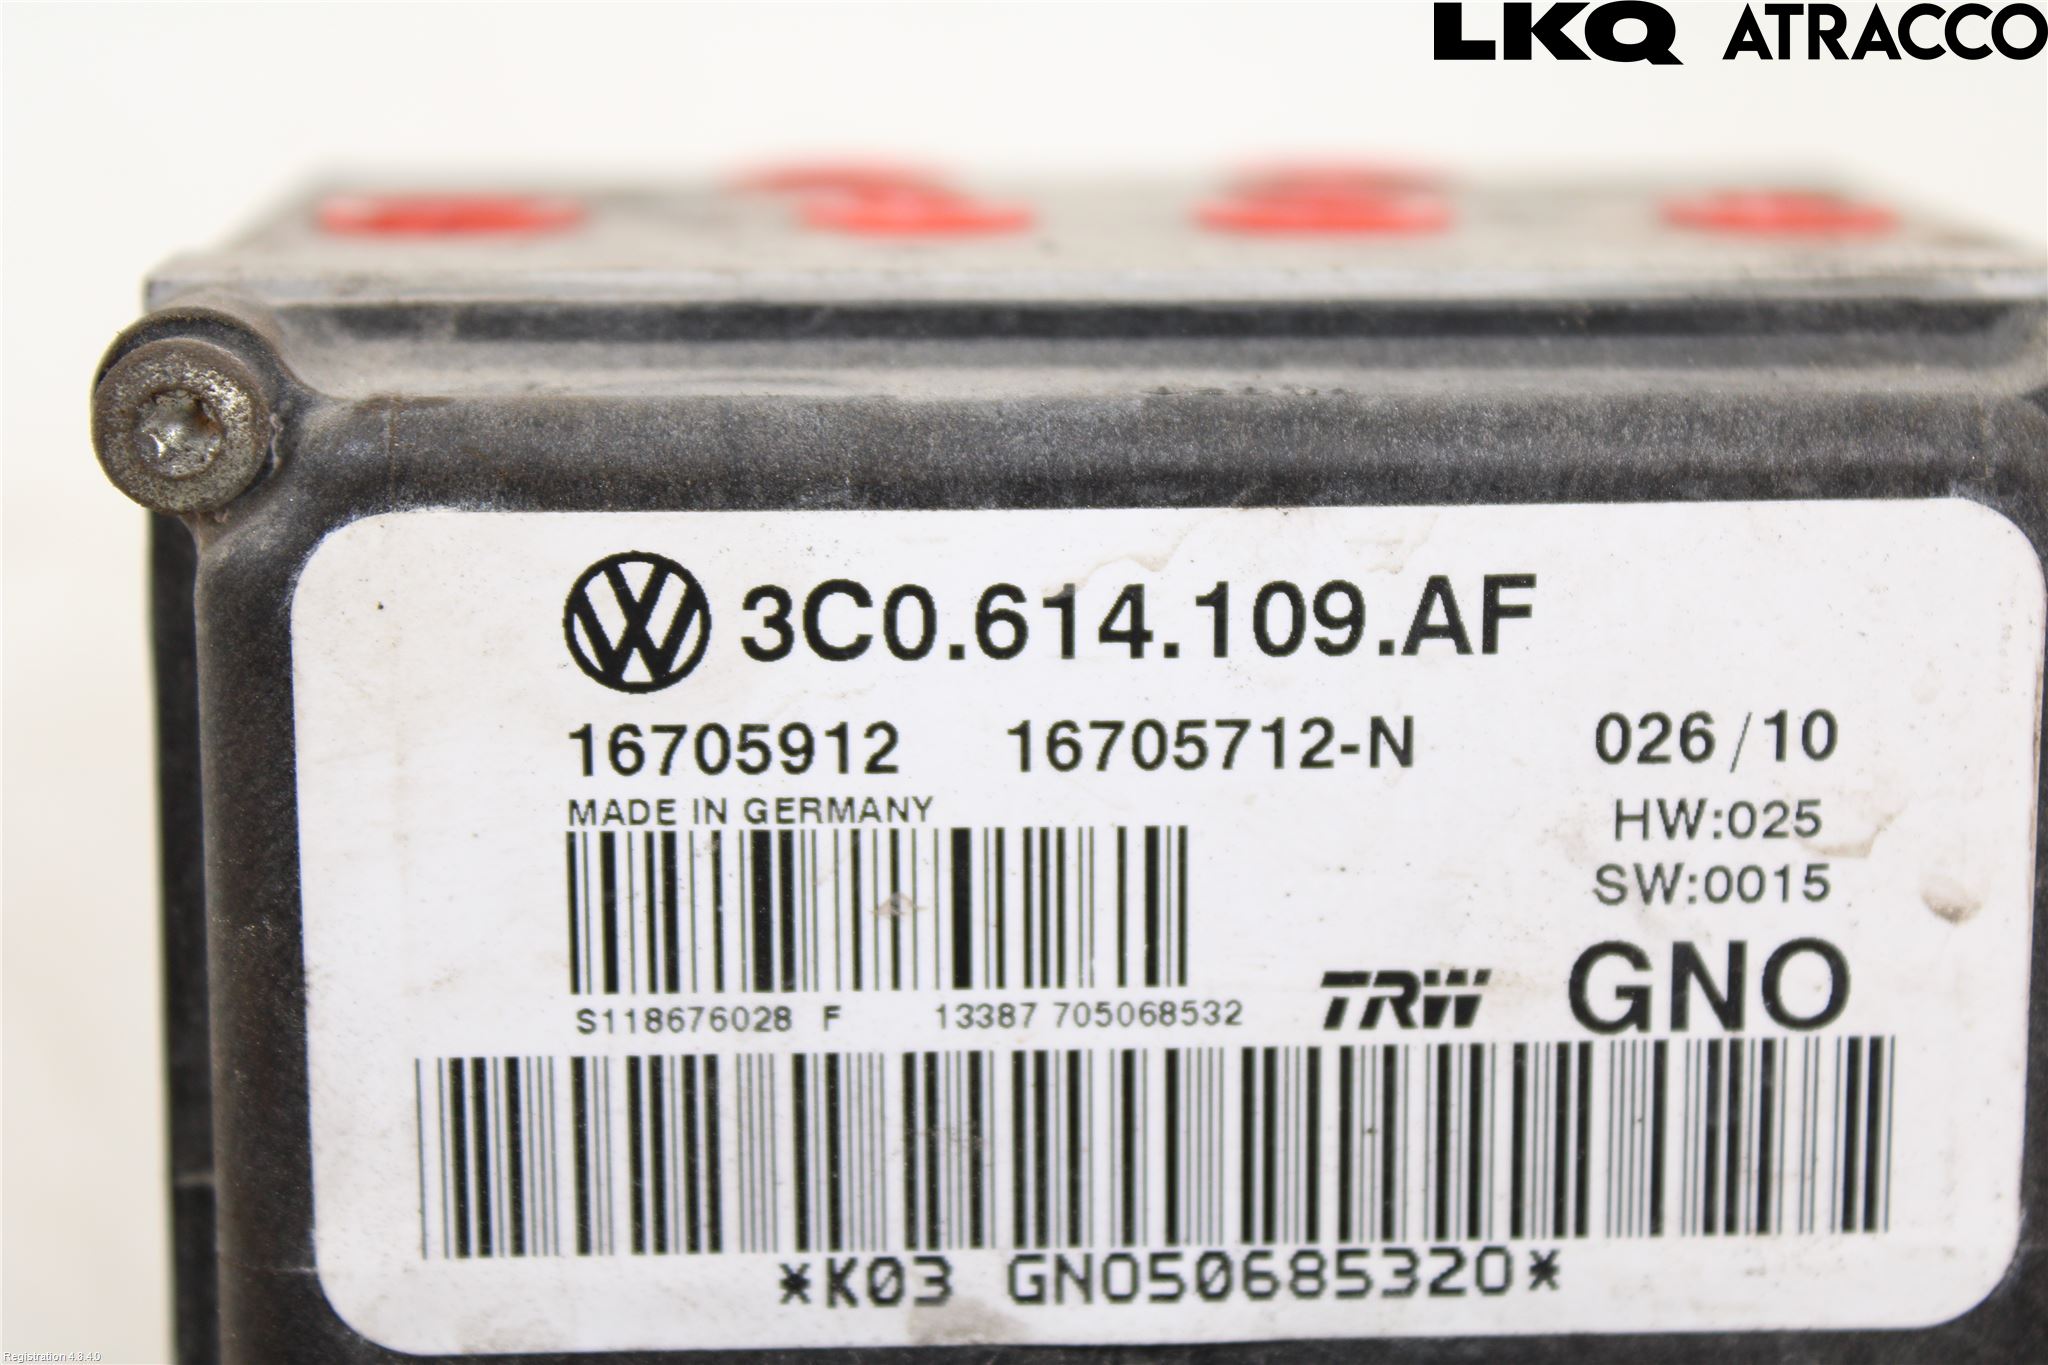 LKQ ATRACCO
3C0.614.109.AF
16705912 16705712-N 026/10
MADE IN GERMANY
HW:025
SW:0015
S118676028 F 13387 705068532 TRW GNO
*K03 GNO50685320*
Registration 4.8.4.0